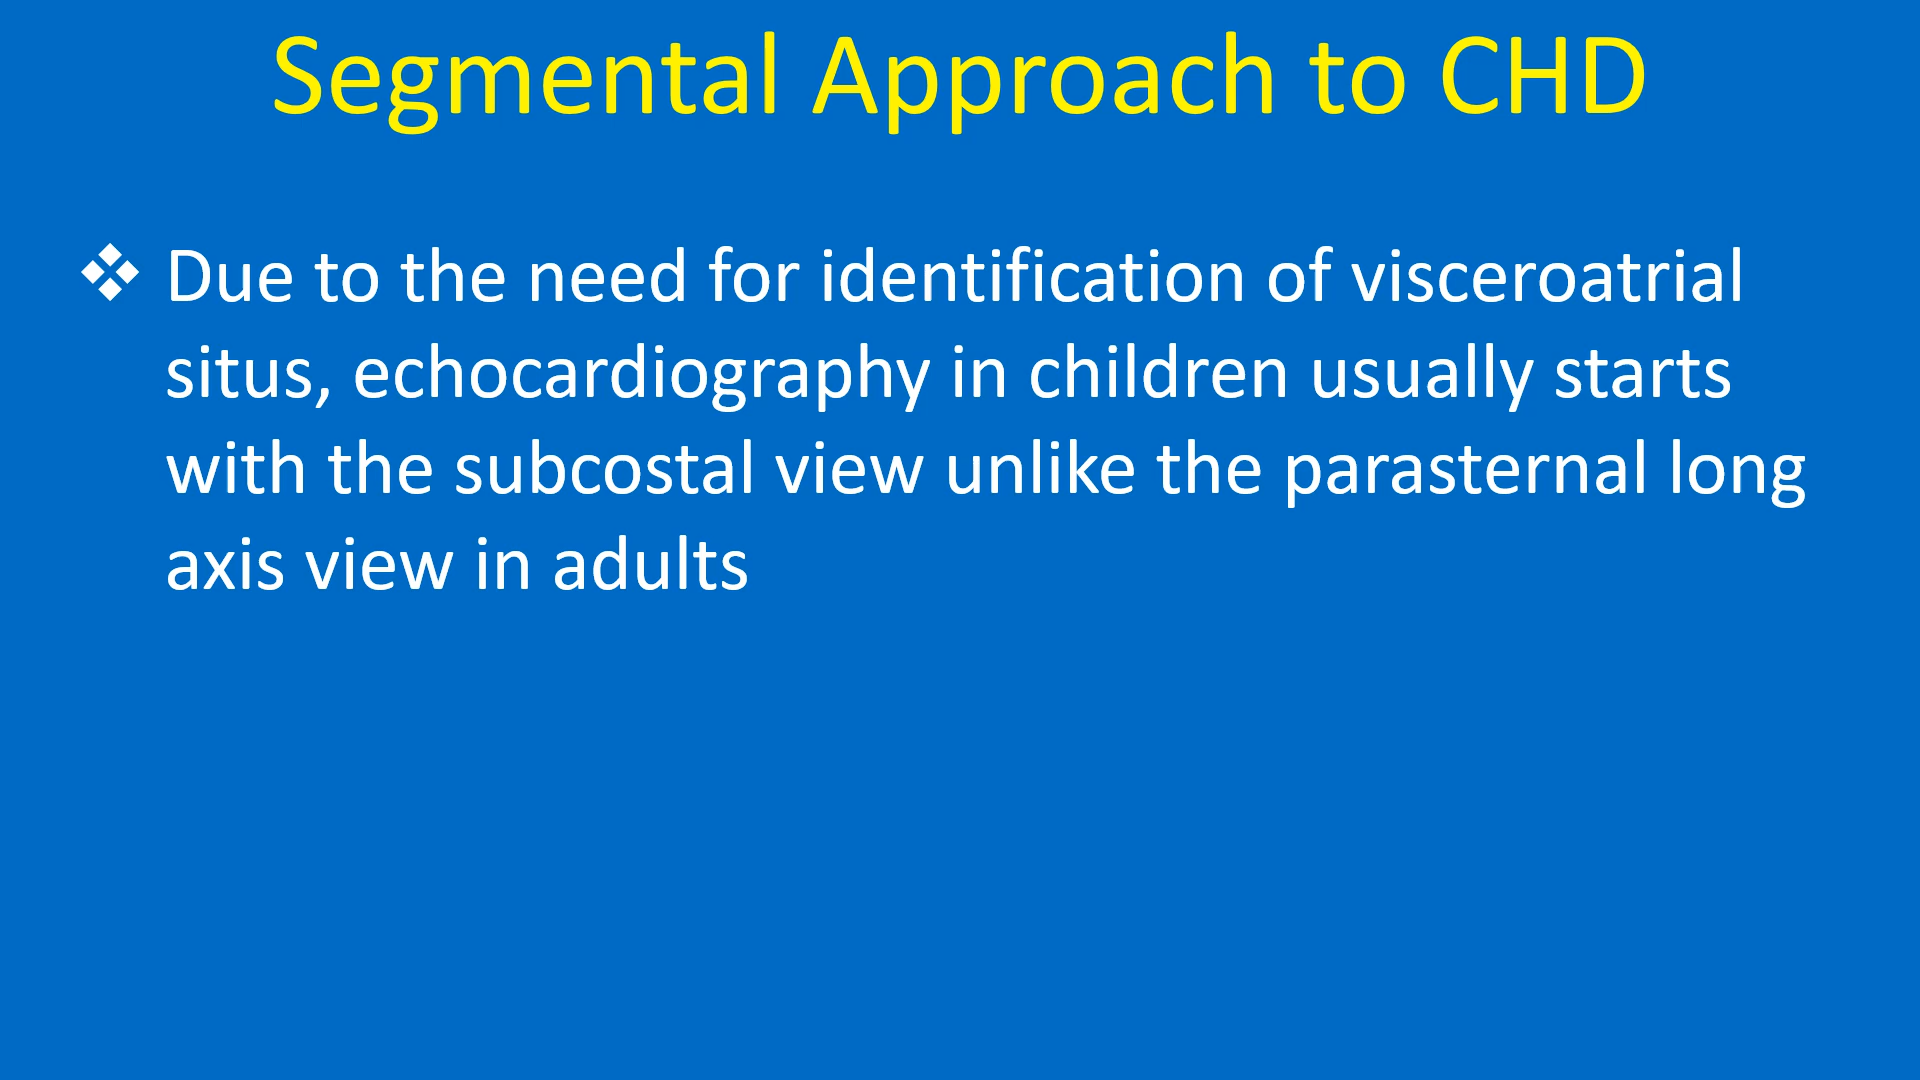 Segmental Approach to CHD
❖ Due to the need for identification of visceroatrial
situs, echocardiography in children usually starts
with the subcostal view unlike the parasternal long
axis view in adults